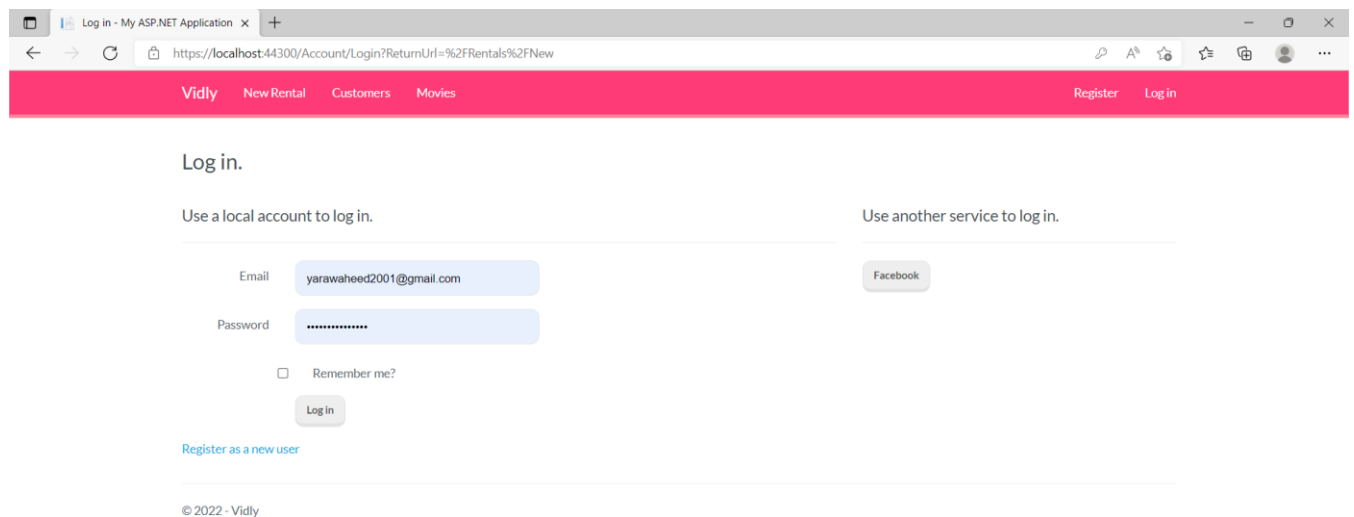 Log in - My ASP.NET Application
https://localhost:44300/Account/Login?ReturnUrl=%2FRentals%2FNew
Vidly New Rental Customers Movies Register Log in
Log in.
Use a local account to log in. Use another service to log in.
Email yarawaheed2001@gmail.com Facebook
Password •••••••••••••••
Remember me?
Log in
Register as a new user
© 2022 - Vidly